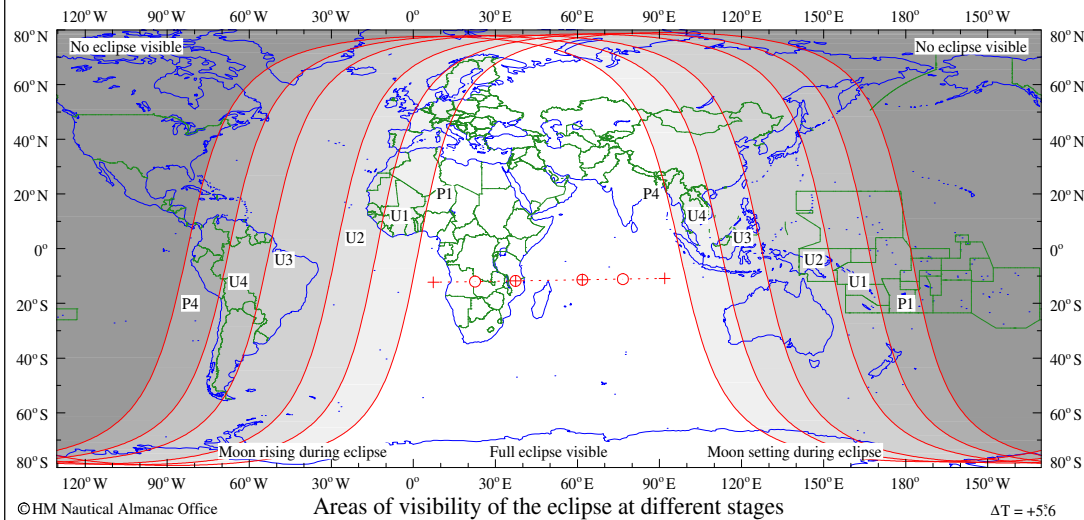 120° W 90° W 60° W 30° W 0° 30° E 60° E 90° E 120° E 150° E 180° 150° W
80° N 80° N
No eclipse visible No eclipse visible
60° N 60° N
40° N 40° N
20° N P1 P4 20° N
U1 U4
U2 U3
0° 0°
U3 U2
U4 U1
20° S P4 P1 20° S
40° S 40° S
60° S 60° S
Moon rising during eclipse Full eclipse visible Moon setting during eclipse
80° S 80° S
120° W 90° W 60° W 30° W 0° 30° E 60° E 90° E 120° E 150° E 180° 150° W
©HM Nautical Almanac Office Areas of visibility of the eclipse at different stages ΔT = +5ˢ.6